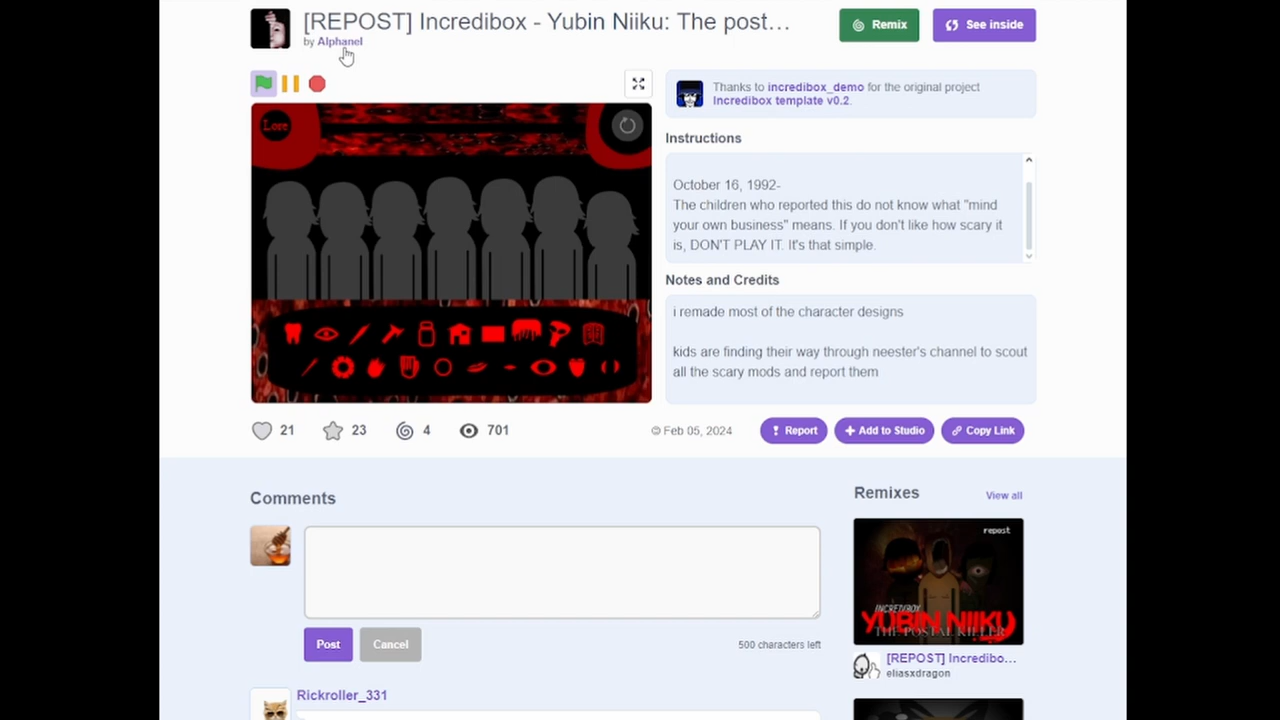 [REPOST] Incredibox - Yubin Niiku: The post...
by Alphanel
Remix
See inside
Lore
Thanks to incredibox_demo for the original project
Incredibox template v0.2.
Instructions
October 16, 1992-
The children who reported this do not know what "mind
your own business" means. If you don't like how scary it
is, DON'T PLAY IT. It's that simple.
Notes and Credits
i remade most of the character designs
kids are finding their way through neester's channel to scout
all the scary mods and report them
21
23
4
701
© Feb 05, 2024
Report
Add to Studio
Copy Link
Comments
Post
Cancel
500 characters left
Rickroller_331
Remixes
View all
repost
INCREDIBOX
YUBIN NIIKU
THE POSTAL KILLER
[REPOST] Incredibo...
eliasxdragon